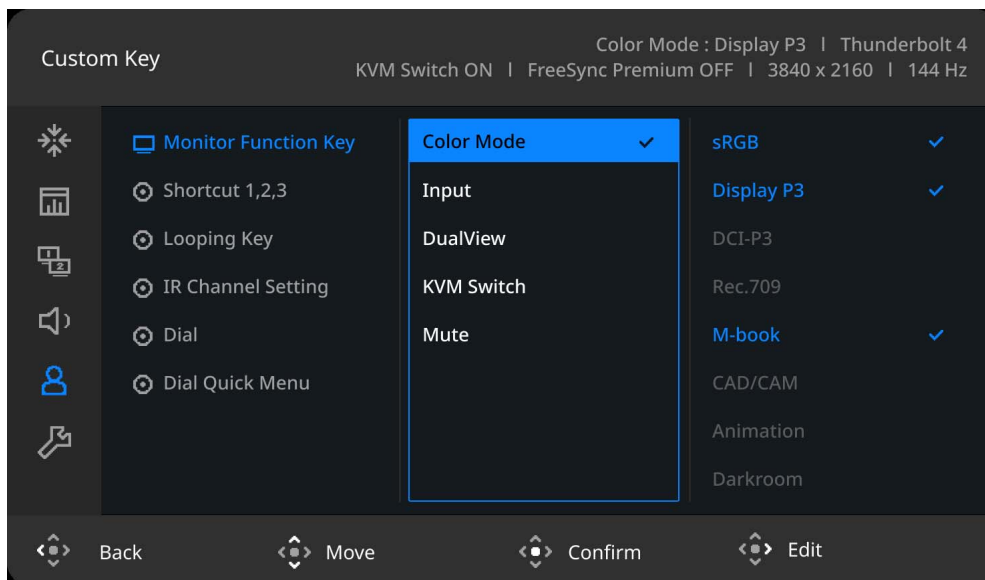 Custom Key
Color Mode : Display P3 | Thunderbolt 4
KVM Switch ON | FreeSync Premium OFF | 3840 x 2160 | 144 Hz
Monitor Function Key
Shortcut 1,2,3
Looping Key
IR Channel Setting
Dial
Dial Quick Menu
Color Mode
Input
DualView
KVM Switch
Mute
sRGB
Display P3
DCI-P3
Rec.709
M-book
CAD/CAM
Animation
Darkroom
1
2
Back
Move
Confirm
Edit